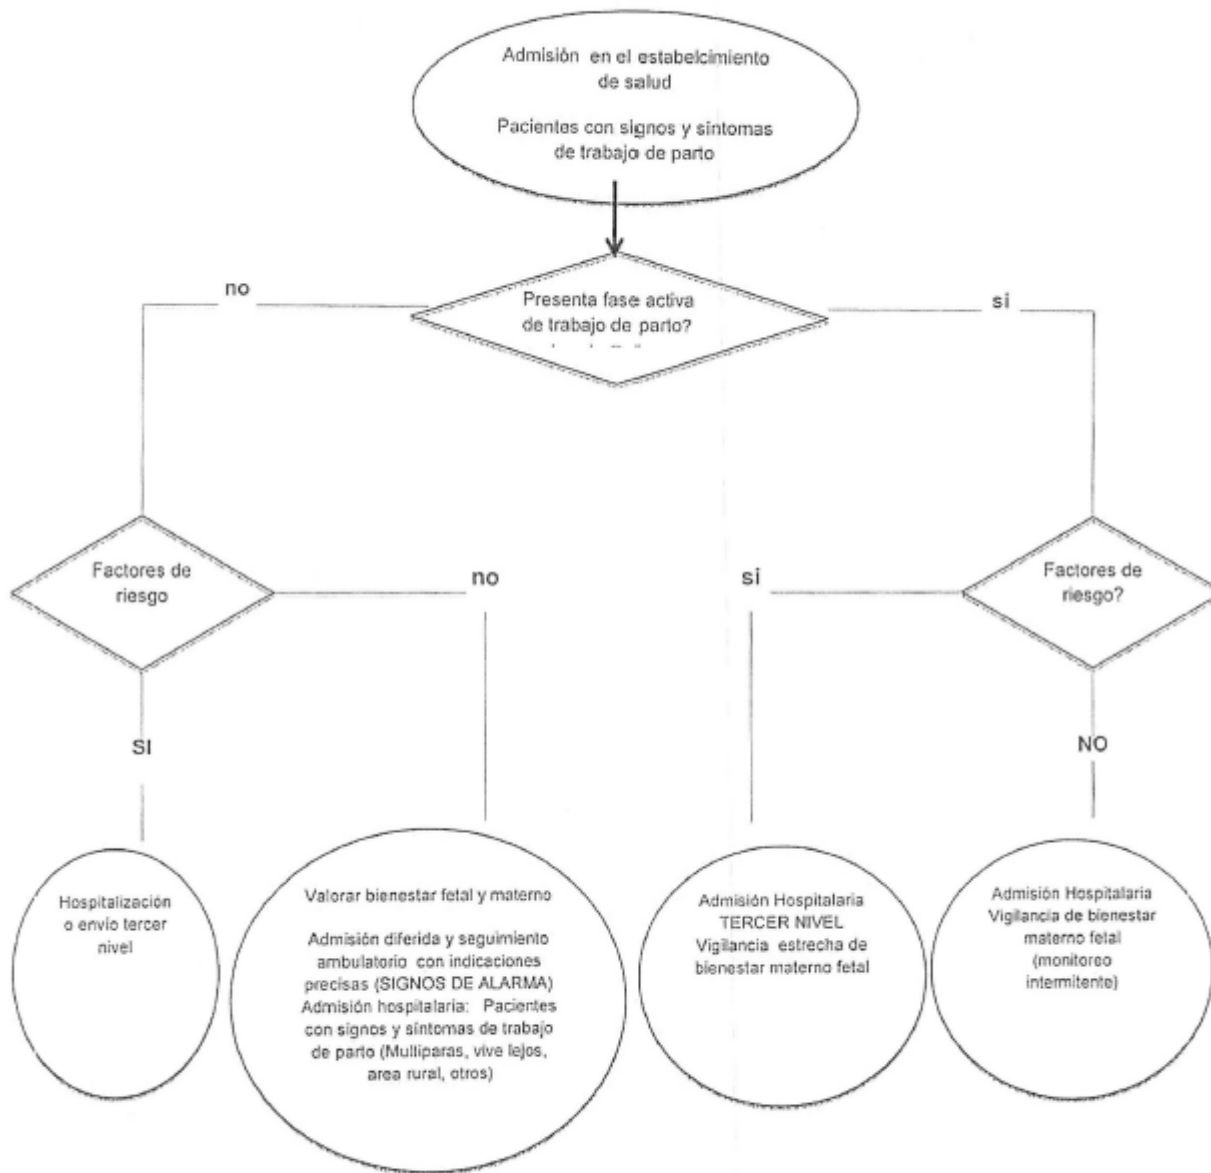 Admisión en el estabelcimiento
de salud
Pacientes con signos y síntomas
de trabajo de parto
no
Presenta fase activa
de trabajo de parto?
si
Factores de
riesgo
no
si
Factores de
riesgo?
SI
NO
Hospitalización
o envío tercer
nivel
Valorar bienestar fetal y materno
Admisión diferida y seguimiento
ambulatorio con indicaciones
precisas (SIGNOS DE ALARMA)
Admisión hospitalaria: Pacientes
con signos y síntomas de trabajo
de parto (Multiparas, vive lejos,
area rural, otros)
Admisión Hospitalaria
TERCER NIVEL
Vigilancia estrecha de
bienestar materno fetal
Admisión Hospitalaria
Vigilancia de bienestar
materno fetal
(monitoreo
intermitente)